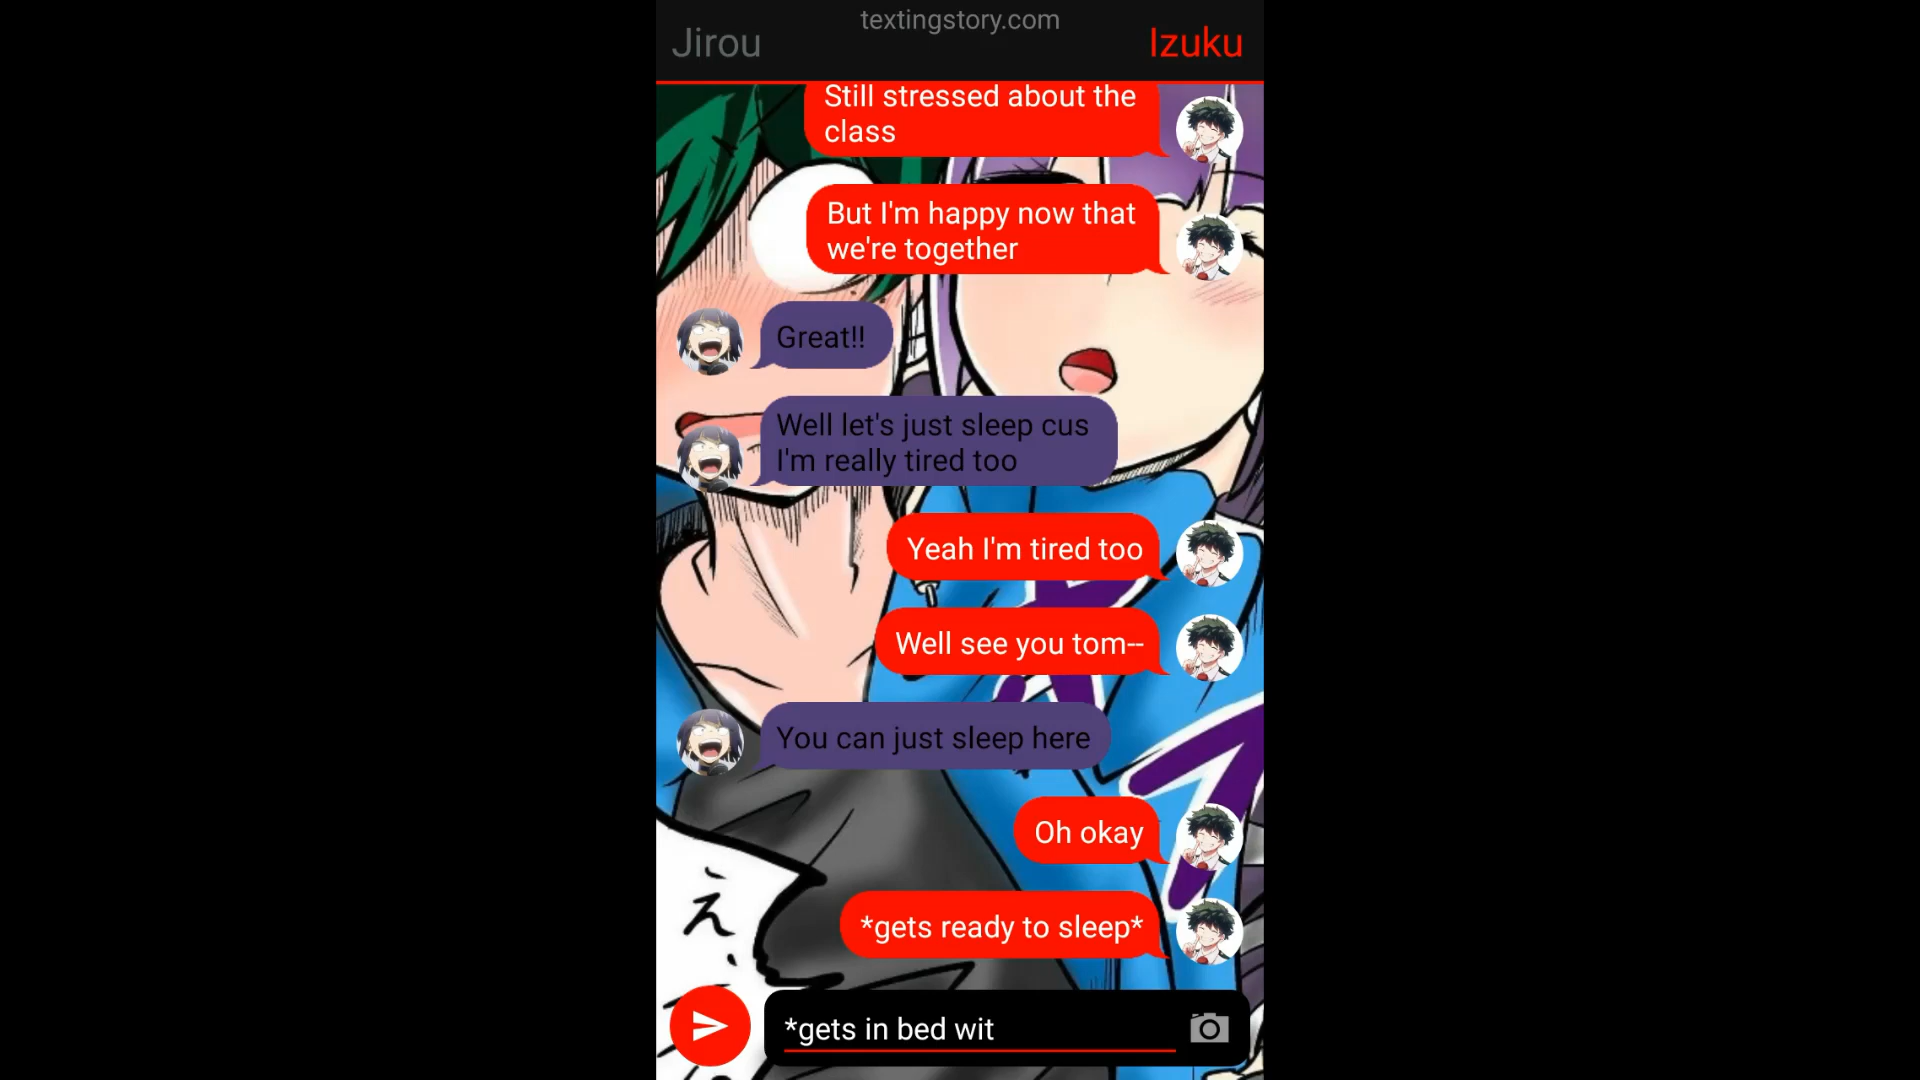 textingstory.com
Jirou
Izuku
Still stressed about the
class
But I'm happy now that
we're together
Great!!
Well let's just sleep cus
I'm really tired too
Yeah I'm tired too
Well see you tom--
You can just sleep here
Oh okay
*gets ready to sleep*
え、
*gets in bed wit